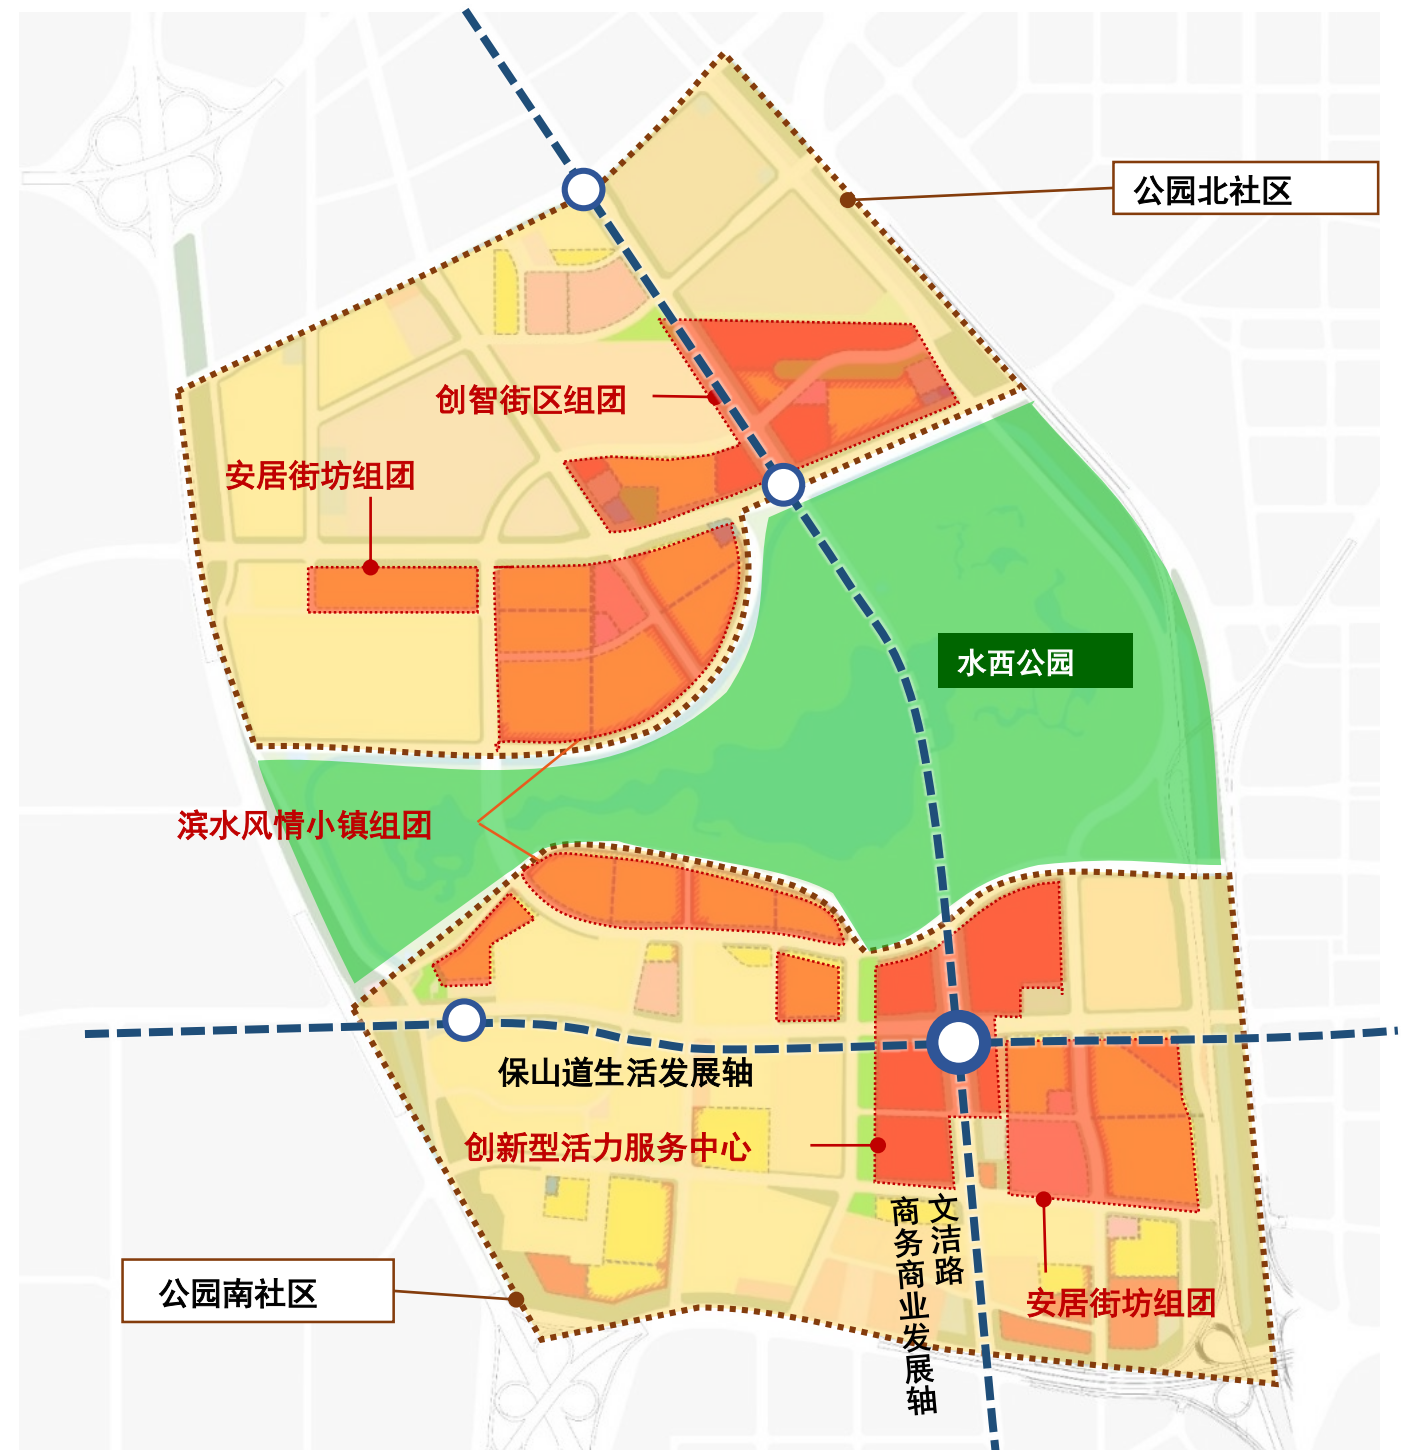 公园北社区
创智街区组团
安居街坊组团
水西公园
滨水风情小镇组团
保山道生活发展轴
创新型活力服务中心
文洁路
商务商业发展轴
公园南社区
安居街坊组团